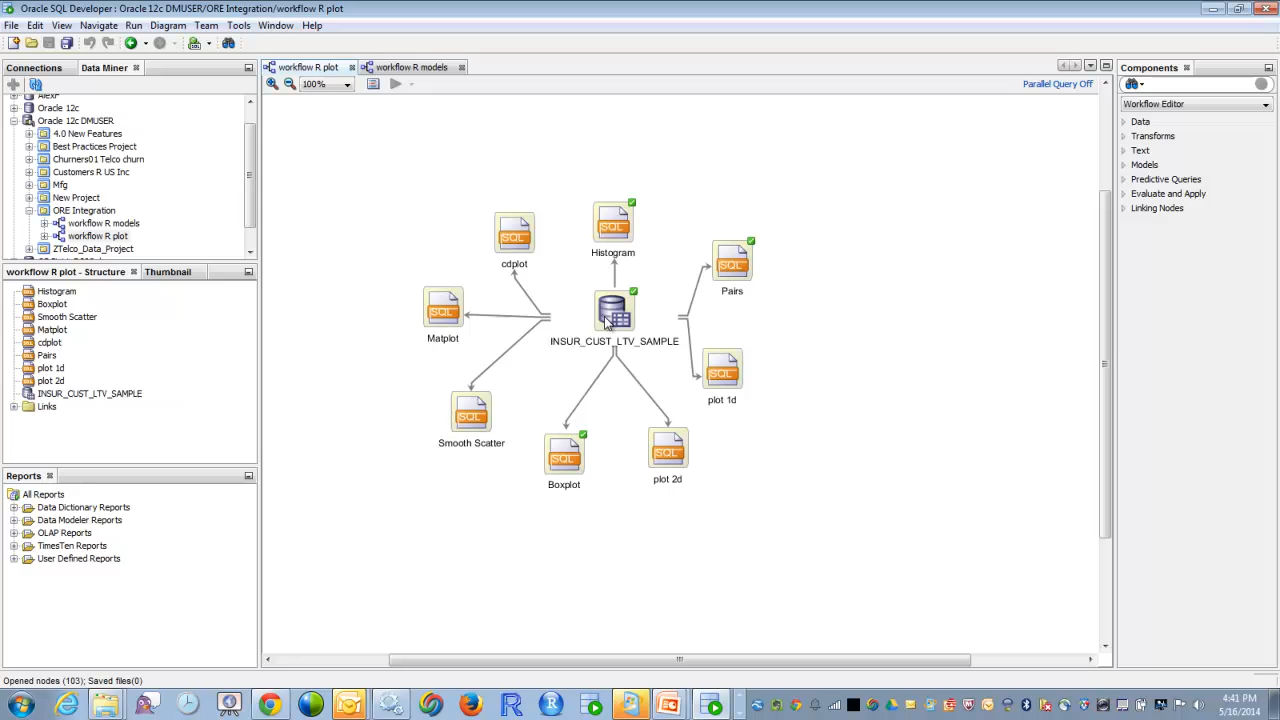 Oracle SQL Developer : Oracle 12c DMUSER/ORE Integration/workflow R plot
File Edit View Navigate Run Diagram Team Tools Window Help
Connections Data Miner
Oracle 12c
Oracle 12c DMUSER
4.0 New Features
Best Practices Project
Churners01 Telco churn
Customers R US Inc
Mfg
New Project
ORE Integration
workflow R models
workflow R plot
ZTelco_Data_Project
workflow R plot - Structure Thumbnail
Histogram
Boxplot
Smooth Scatter
Matplot
cdplot
Pairs
plot 1d
plot 2d
INSUR_CUST_LTV_SAMPLE
Links
Reports
All Reports
Data Dictionary Reports
Data Modeler Reports
OLAP Reports
TimesTen Reports
User Defined Reports
workflow R plot workflow R models
100%
Parallel Query Off
SQL
Histogram
SQL
cdplot
SQL
Pairs
SQL
Matplot
INSUR_CUST_LTV_SAMPLE
SQL
plot 1d
SQL
Smooth Scatter
SQL
Boxplot
SQL
plot 2d
Components
Workflow Editor
Data
Transforms
Text
Models
Predictive Queries
Evaluate and Apply
Linking Nodes
Opened nodes (103); Saved files(0)
4:41 PM
5/16/2014